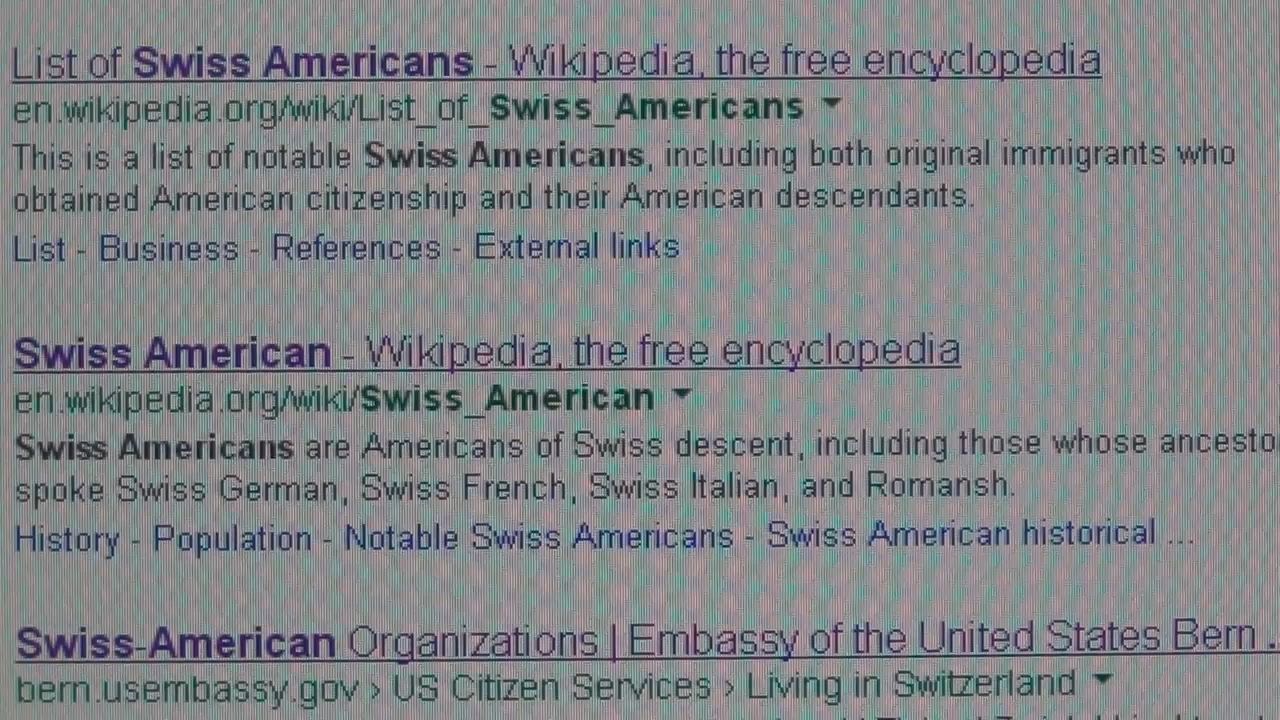 List of Swiss Americans - Wikipedia, the free encyclopedia
en.wikipedia.org/wiki/List_of_Swiss_Americans
This is a list of notable Swiss Americans, including both original immigrants who
obtained American citizenship and their American descendants.
List - Business - References - External links
Swiss American - Wikipedia, the free encyclopedia
en.wikipedia.org/wiki/Swiss_American
Swiss Americans are Americans of Swiss descent, including those whose ancesto
spoke Swiss German, Swiss French, Swiss Italian, and Romansh.
History - Population - Notable Swiss Americans - Swiss American historical ...
Swiss-American Organizations | Embassy of the United States Bern .
bern.usembassy.gov › US Citizen Services › Living in Switzerland